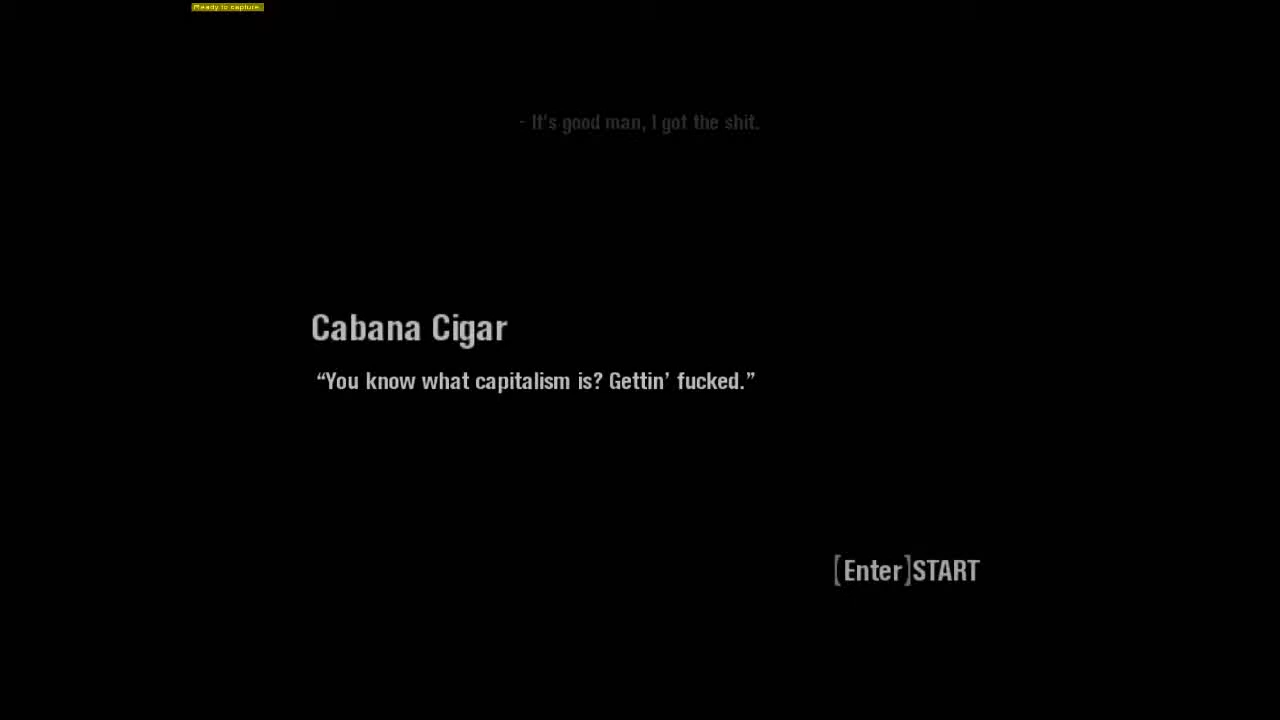 Ready to capture.
- It's good man, I got the shit.
Cabana Cigar
“You know what capitalism is? Gettin’ fucked.”
[Enter]START